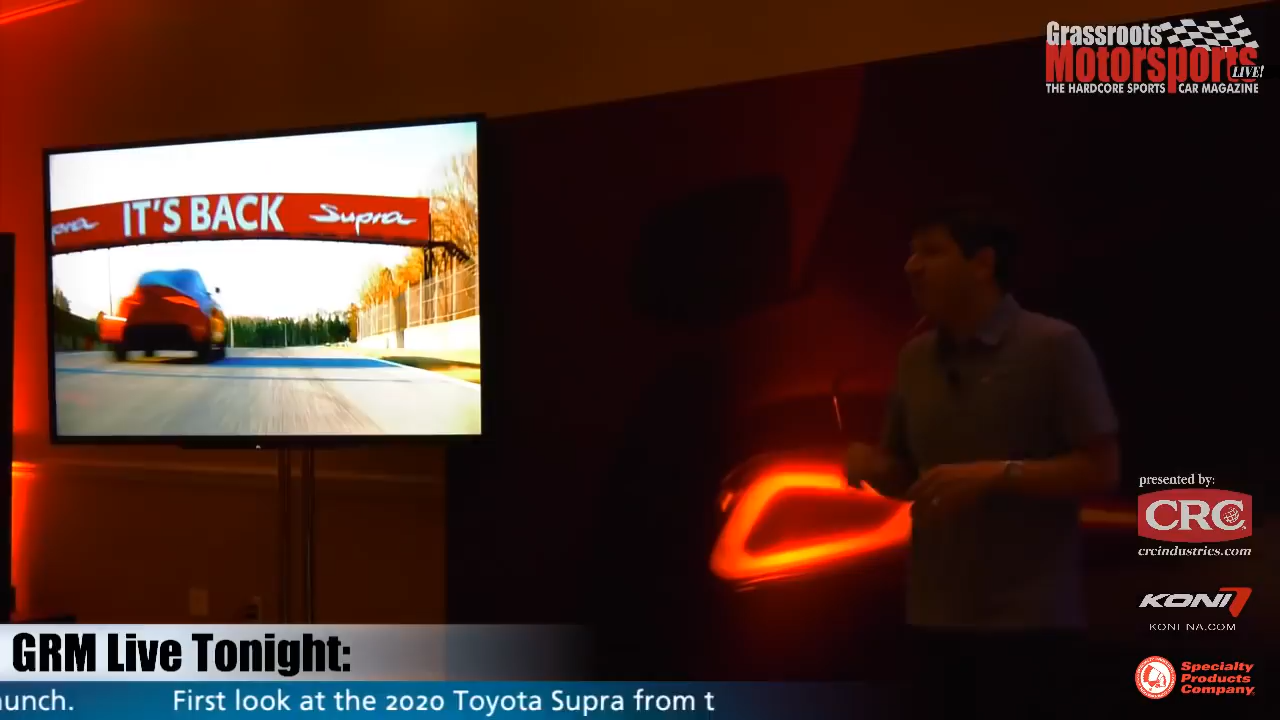 Grassroots
Motorsports
LIVE!
THE HARDCORE SPORTS CAR MAGAZINE
pra
IT'S BACK
Supra
presented by:
CRC
crcindustries.com
KONI
KONI-NA.COM
Specialty
Products
Company
GRM Live Tonight:
aunch.
First look at the 2020 Toyota Supra from t